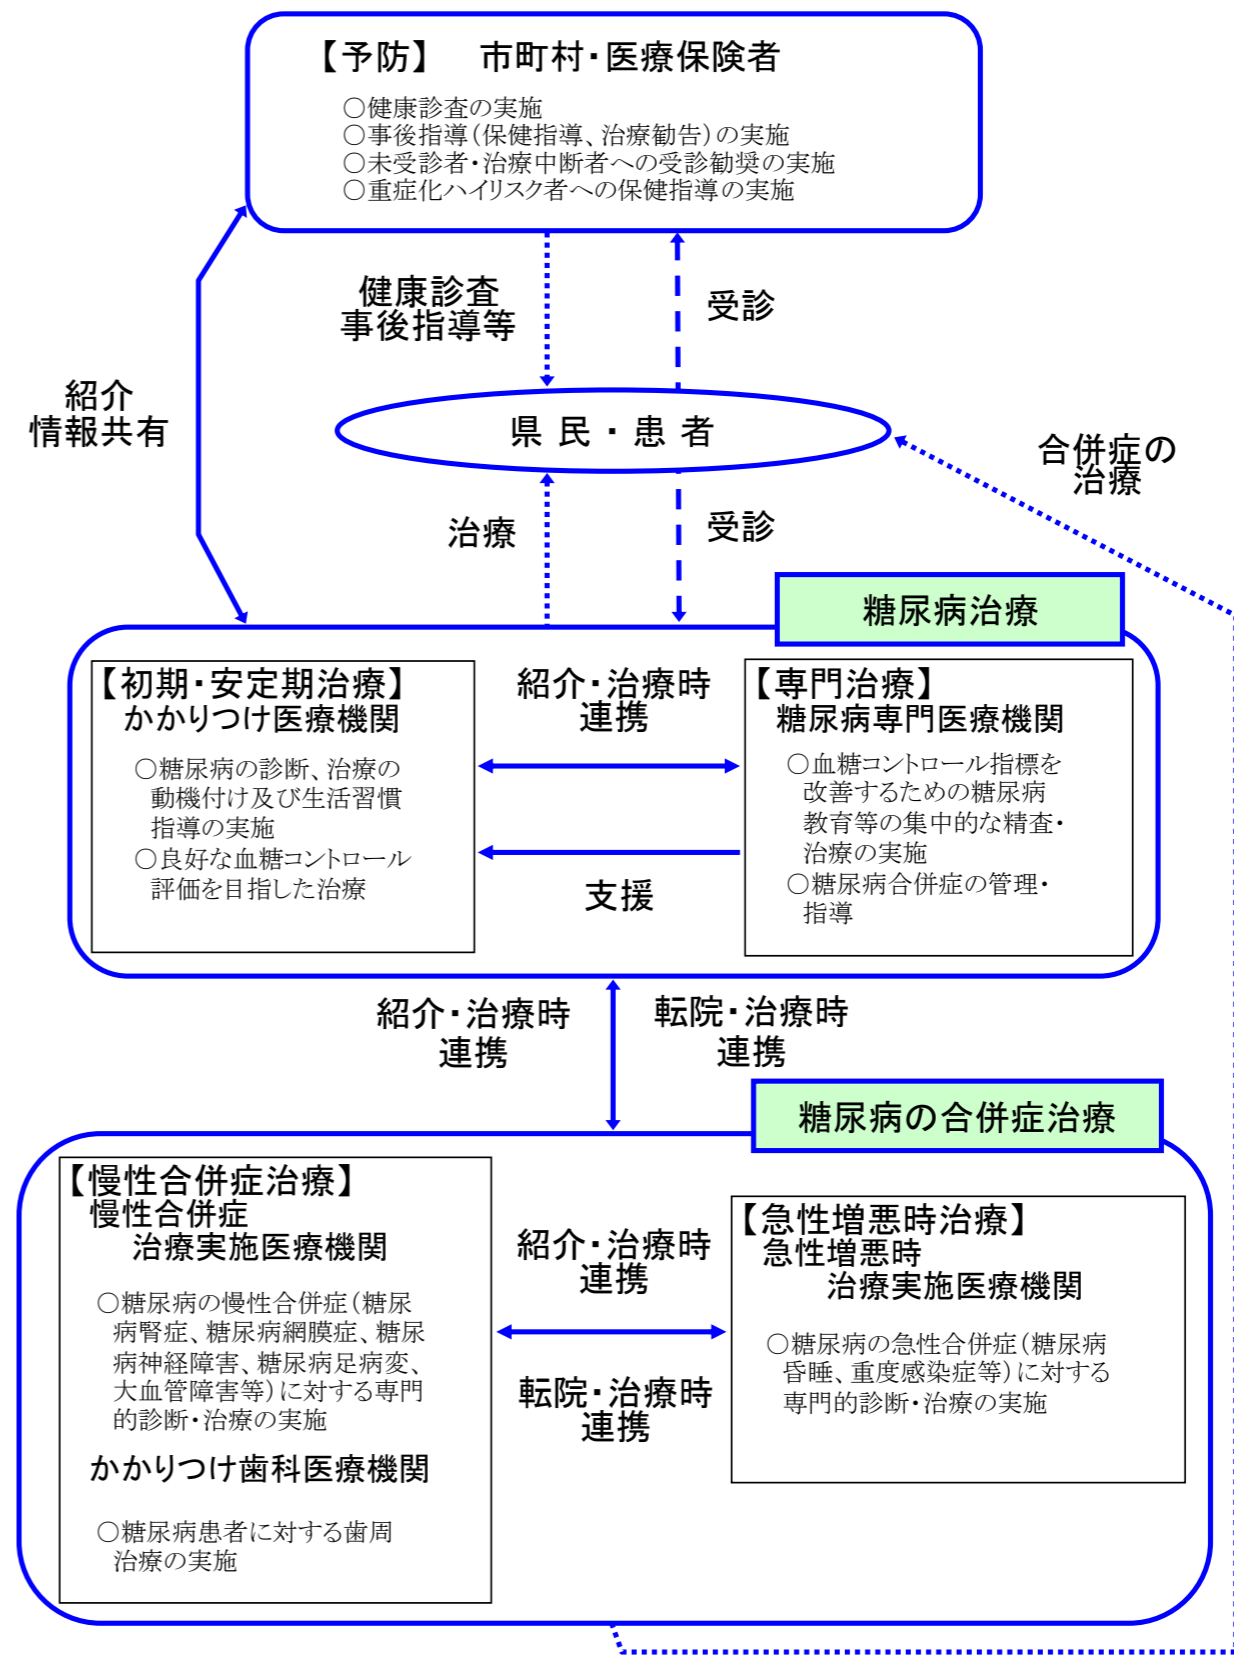 【予防】　市町村・医療保険者
○健康診査の実施
○事後指導（保健指導、治療勧告）の実施
○未受診者・治療中断者への受診勧奨の実施
○重症化ハイリスク者への保健指導の実施
健康診査
事後指導等
受診
紹介
情報共有
県 民 ・ 患 者
合併症の
治療
治療
受診
糖尿病治療
【初期・安定期治療】
かかりつけ医療機関
○糖尿病の診断、治療の
動機付け及び生活習慣
指導の実施
○良好な血糖コントロール
評価を目指した治療
紹介・治療時
連携
支援
【専門治療】
糖尿病専門医療機関
○血糖コントロール指標を
改善するための糖尿病
教育等の集中的な精査・
治療の実施
○糖尿病合併症の管理・
指導
紹介・治療時
連携
転院・治療時
連携
糖尿病の合併症治療
【慢性合併症治療】
慢性合併症
治療実施医療機関
○糖尿病の慢性合併症（糖尿
病腎症、糖尿病網膜症、糖尿
病神経障害、糖尿病足病変、
大血管障害等）に対する専門
的診断・治療の実施
かかりつけ歯科医療機関
○糖尿病患者に対する歯周
治療の実施
紹介・治療時
連携
転院・治療時
連携
【急性増悪時治療】
急性増悪時
治療実施医療機関
○糖尿病の急性合併症（糖尿病
昏睡、重度感染症等）に対する
専門的診断・治療の実施